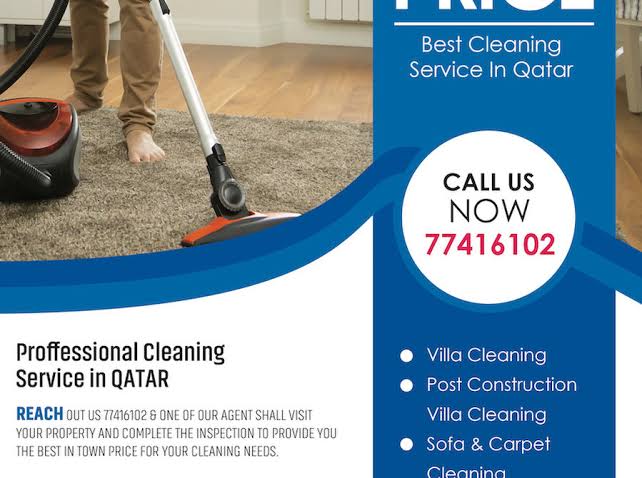 PRICE
Best Cleaning
Service In Qatar
CALL US
NOW
77416102
Proffessional Cleaning
Service in QATAR
REACH OUT US 77416102 & ONE OF OUR AGENT SHALL VISIT
YOUR PROPERTY AND COMPLETE THE INSPECTION TO PROVIDE YOU
THE BEST IN TOWN PRICE FOR YOUR CLEANING NEEDS.
Villa Cleaning
Post Construction
Villa Cleaning
Sofa & Carpet
Cleaning